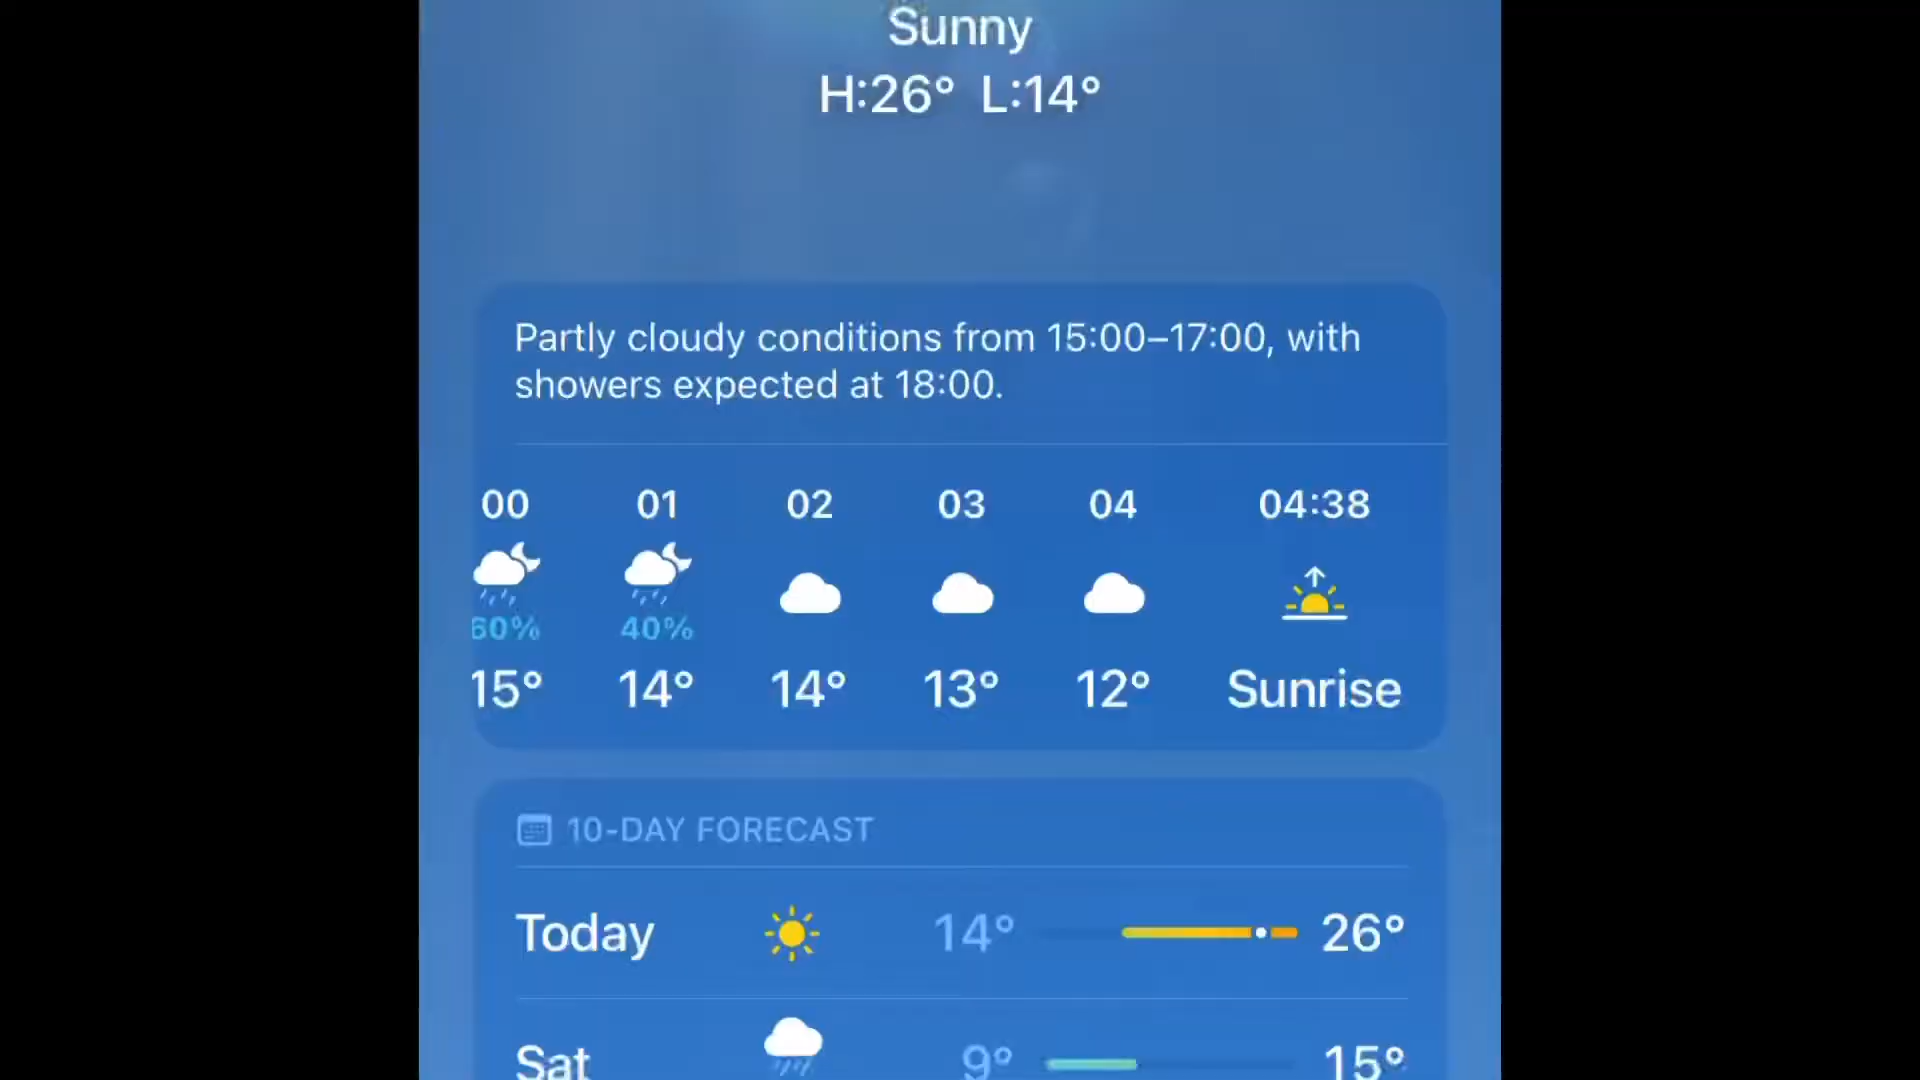 Sunny
H:26° L:14°
Partly cloudy conditions from 15:00–17:00, with
showers expected at 18:00.
00 01 02 03 04 04:38
60% 40%
15° 14° 14° 13° 12° Sunrise
10-DAY FORECAST
Today 14° 26°
Sat 9° 15°